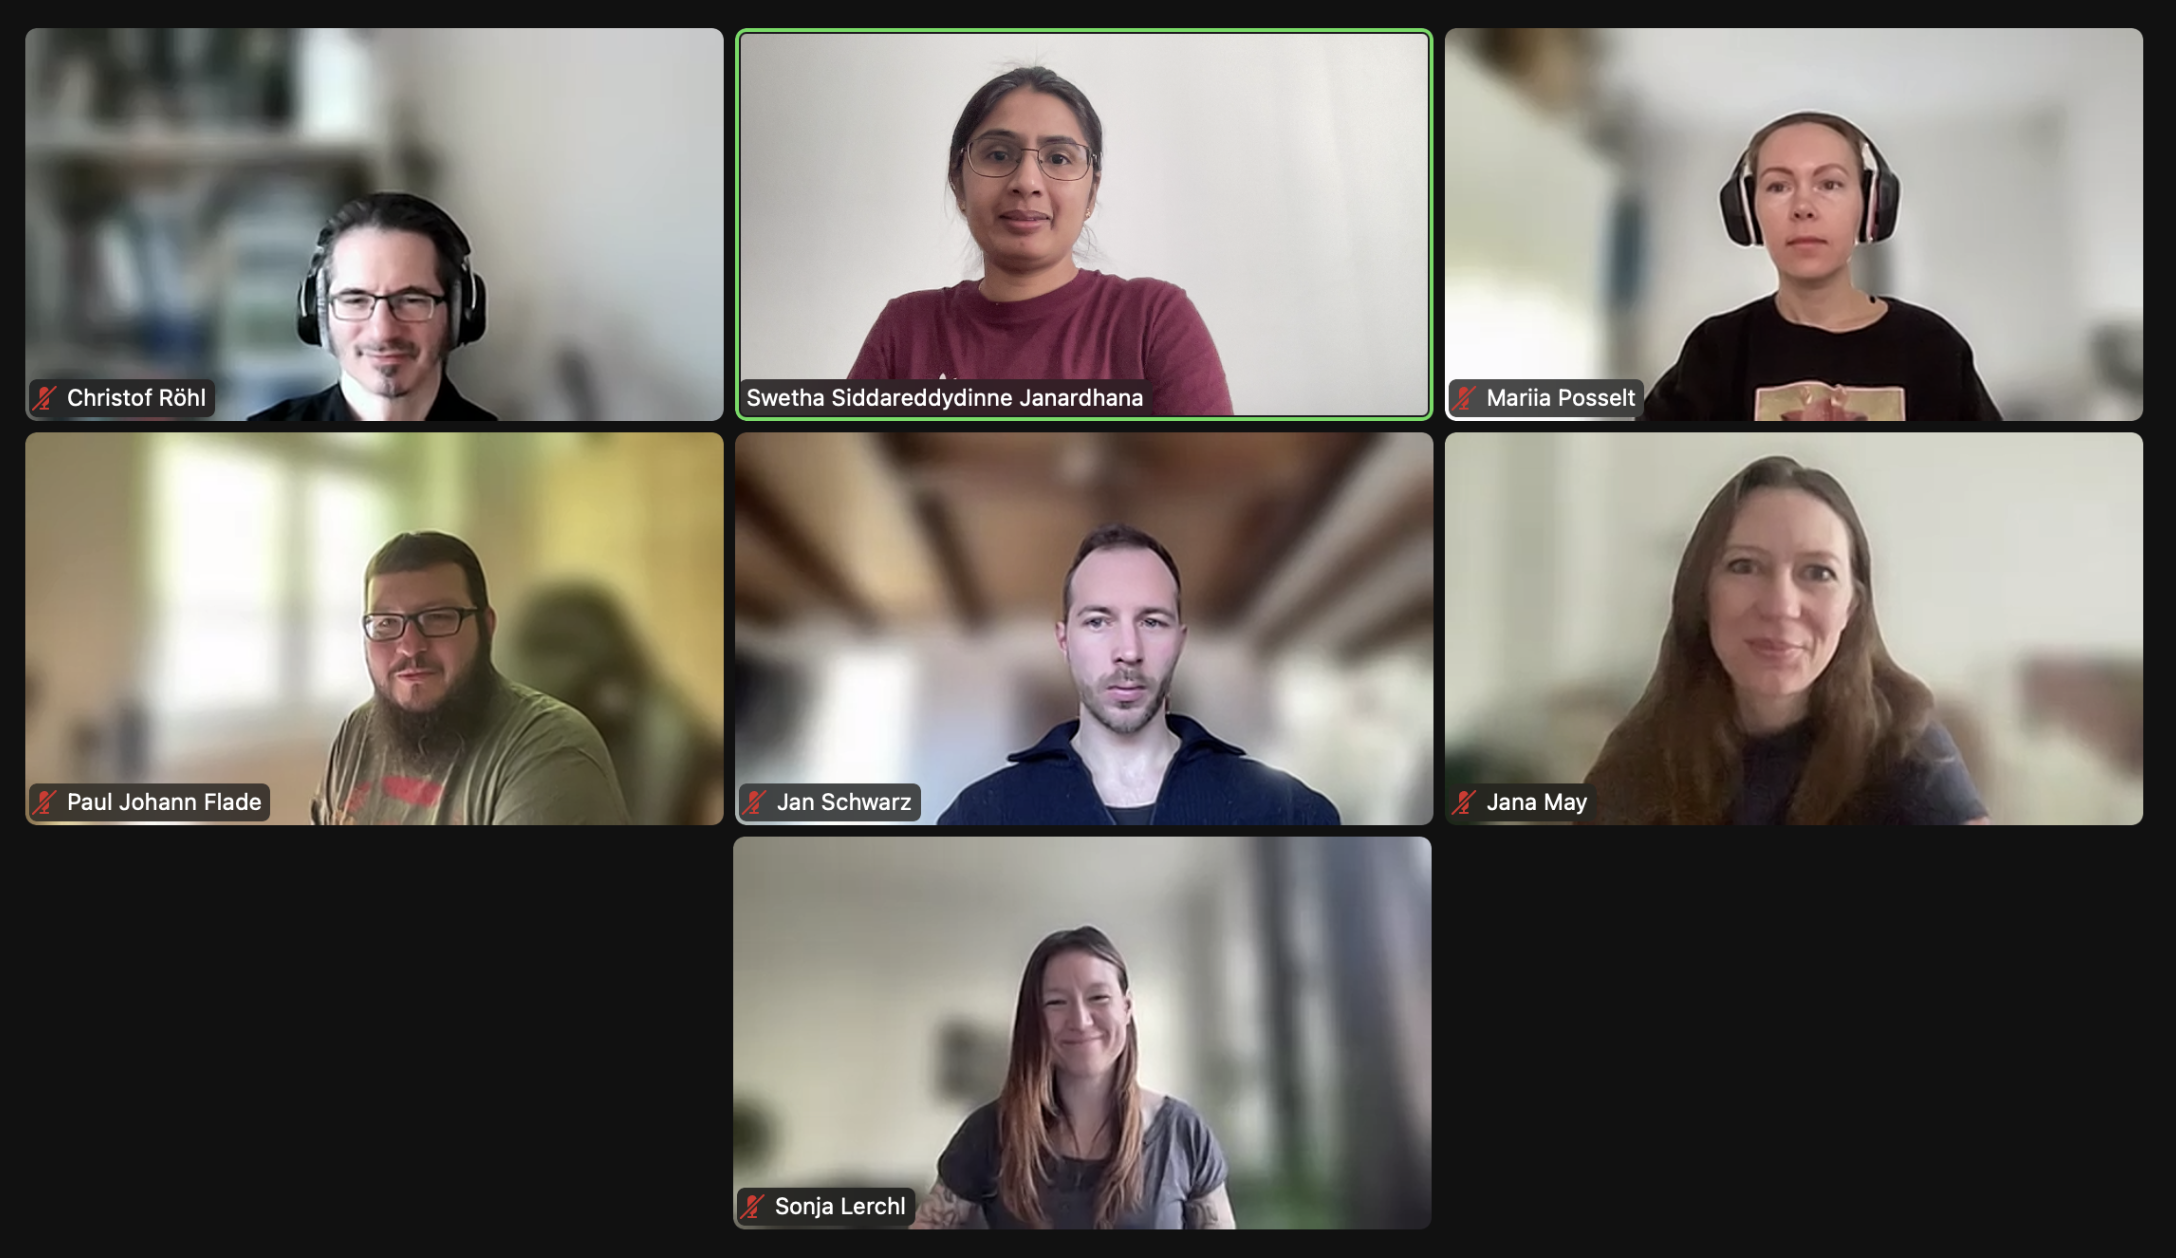 Christof Röhl
Swetha Siddareddydinne Janardhana
Mariia Posselt
Paul Johann Flade
Jan Schwarz
Jana May
Sonja Lerchl